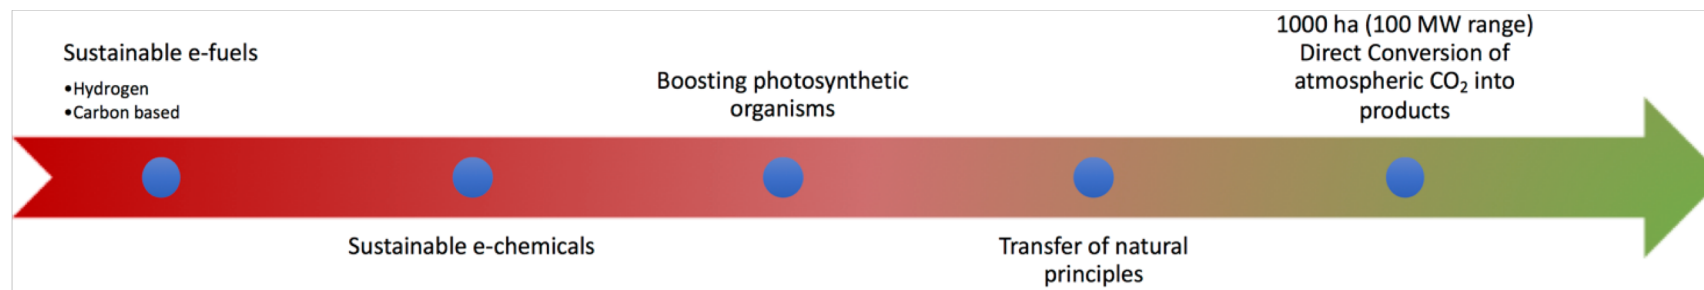 Sustainable e-fuels
•Hydrogen
•Carbon based
Sustainable e-chemicals
Boosting photosynthetic
organisms
Transfer of natural
principles
1000 ha (100 MW range)
Direct Conversion of
atmospheric CO₂ into
products